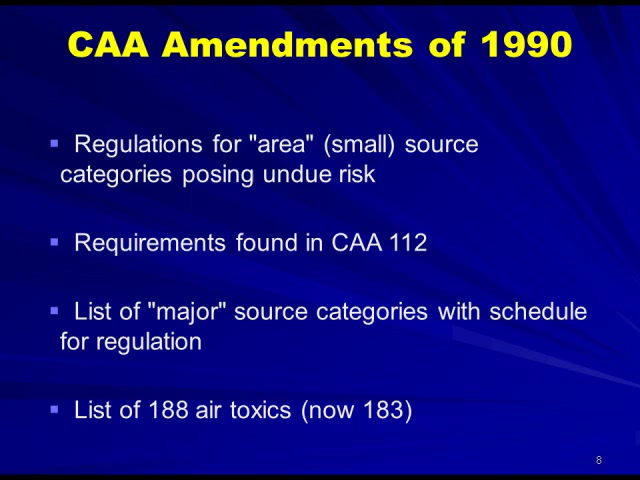 CAA Amendments of 1990
▪ Regulations for "area" (small) source
categories posing undue risk
▪ Requirements found in CAA 112
▪ List of "major" source categories with schedule
for regulation
▪ List of 188 air toxics (now 183)
8